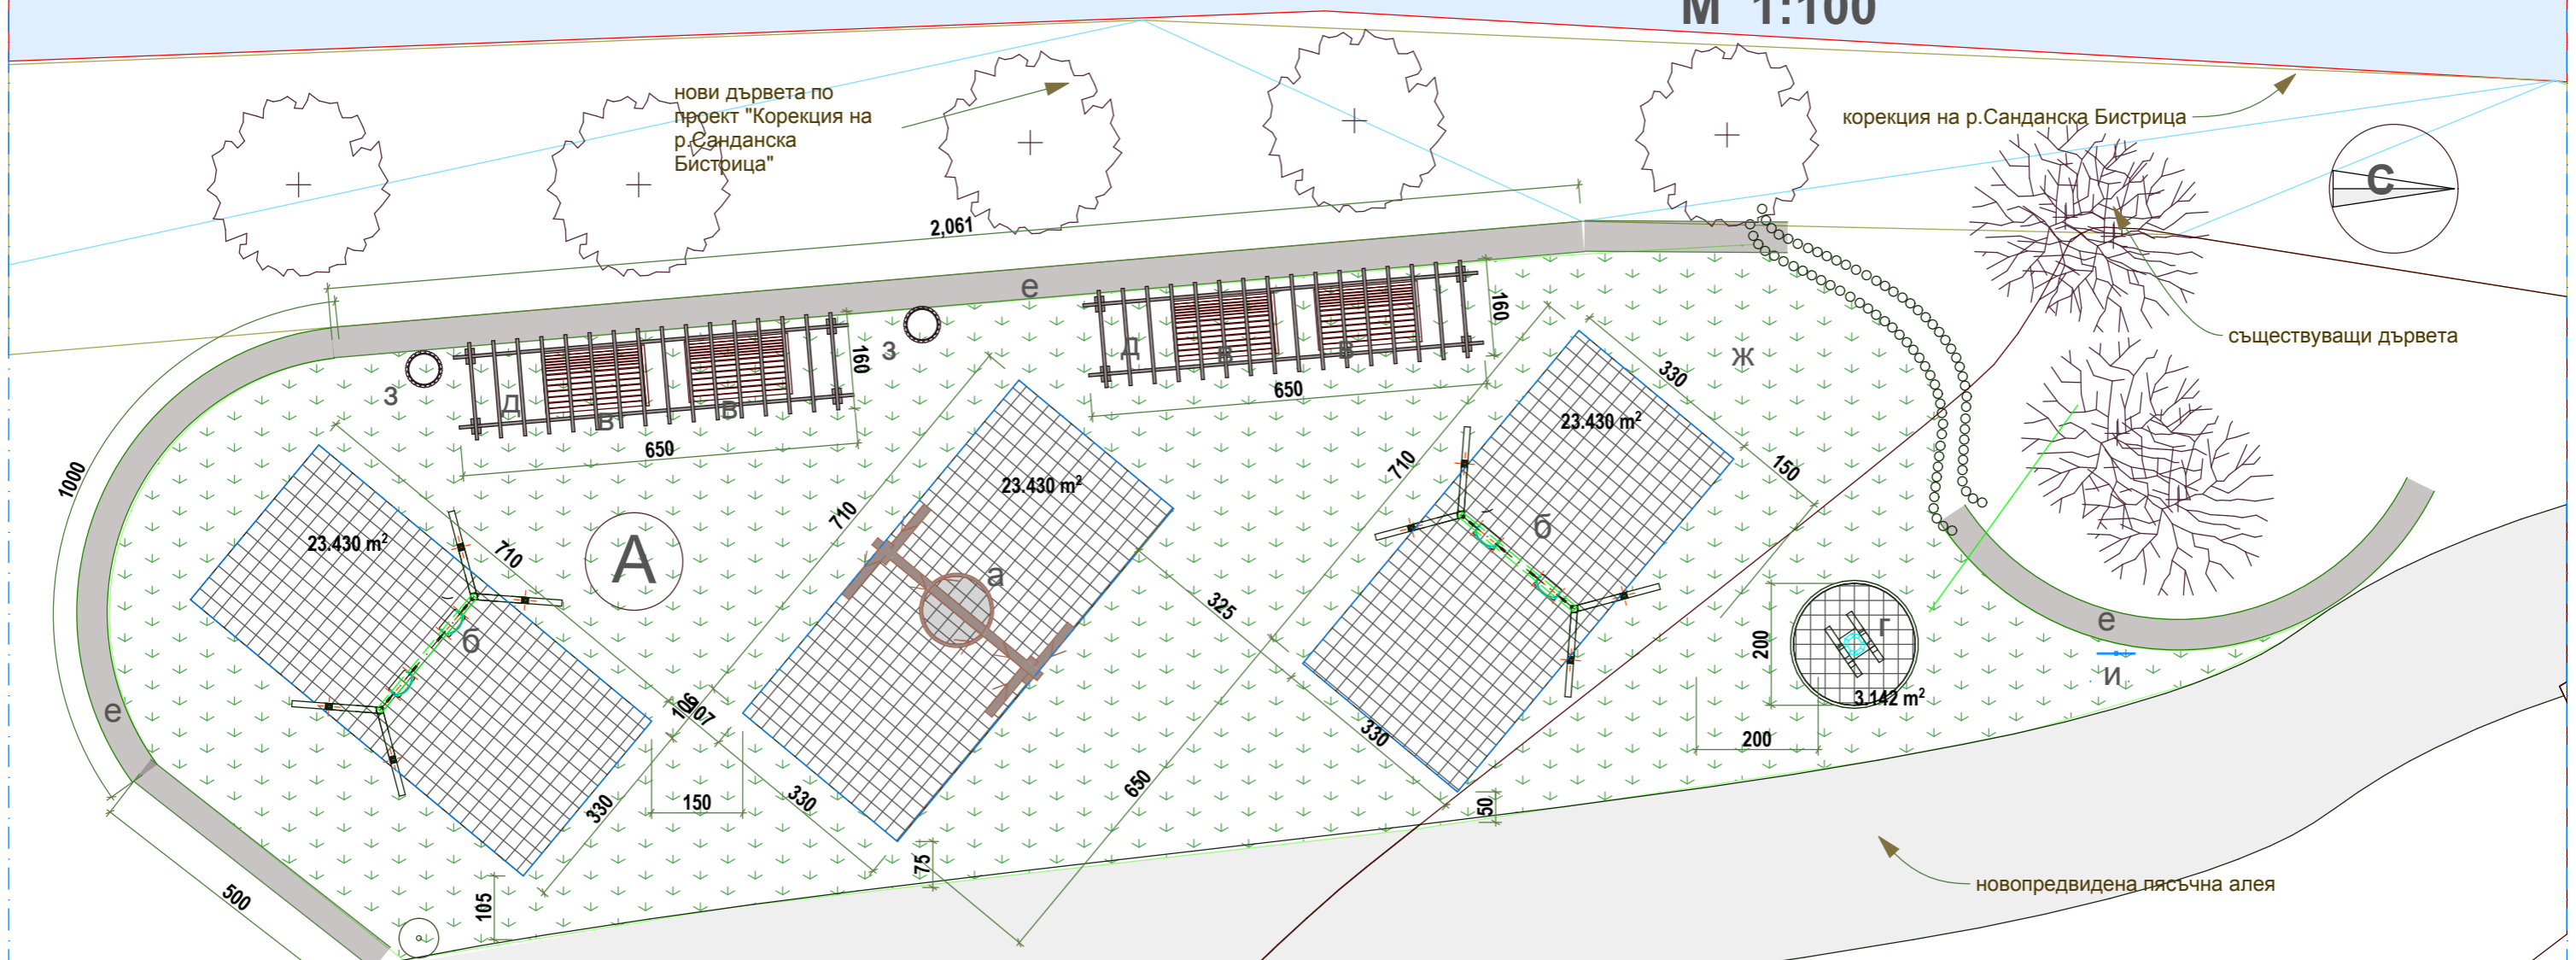 М 1:100
нови дървета по
проект "Корекция на
р.Санданска
Бистрица"
корекция на р.Санданска Бистрица
С
2,061
е
съществуващи дървета
160
160
з
з
д
в
в
д
в
в
ж
650
650
330
23.430 m²
23.430 m²
23.430 m²
1000
710
710
710
150
А
а
б
б
325
200
г
е
и
3.142 m²
е
106
107
200
330
330
330
150
650
50
75
105
500
новопредвидена пясъчна алея